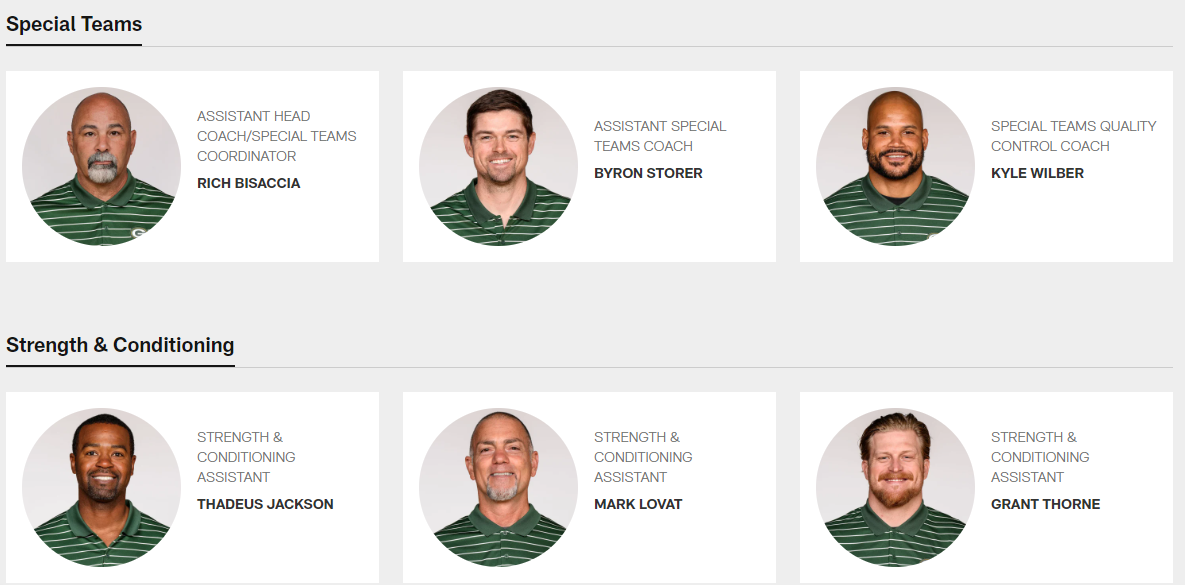 Special Teams
ASSISTANT HEAD
COACH/SPECIAL TEAMS
COORDINATOR
RICH BISACCIA
ASSISTANT SPECIAL
TEAMS COACH
BYRON STORER
SPECIAL TEAMS QUALITY
CONTROL COACH
KYLE WILBER
Strength & Conditioning
STRENGTH &
CONDITIONING
ASSISTANT
THADEUS JACKSON
STRENGTH &
CONDITIONING
ASSISTANT
MARK LOVAT
STRENGTH &
CONDITIONING
ASSISTANT
GRANT THORNE